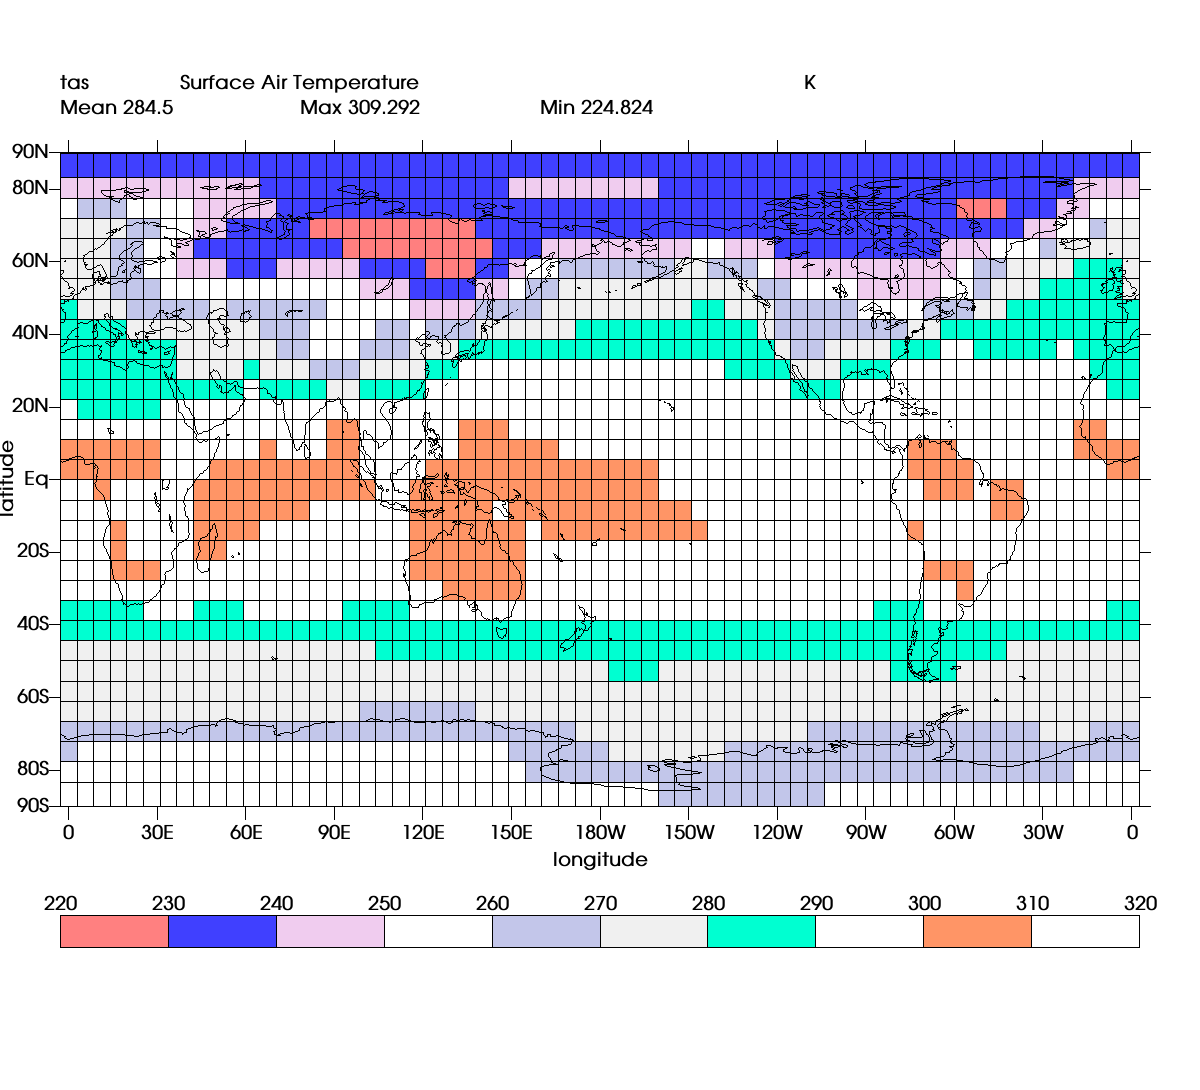 tas Surface Air Temperature K
Mean 284.5 Max 309.292 Min 224.824
90N
80N
60N
40N
20N
Eq
20S
40S
60S
80S
90S
latitude
0 30E 60E 90E 120E 150E 180W 150W 120W 90W 60W 30W 0
longitude
220 230 240 250 260 270 280 290 300 310 320